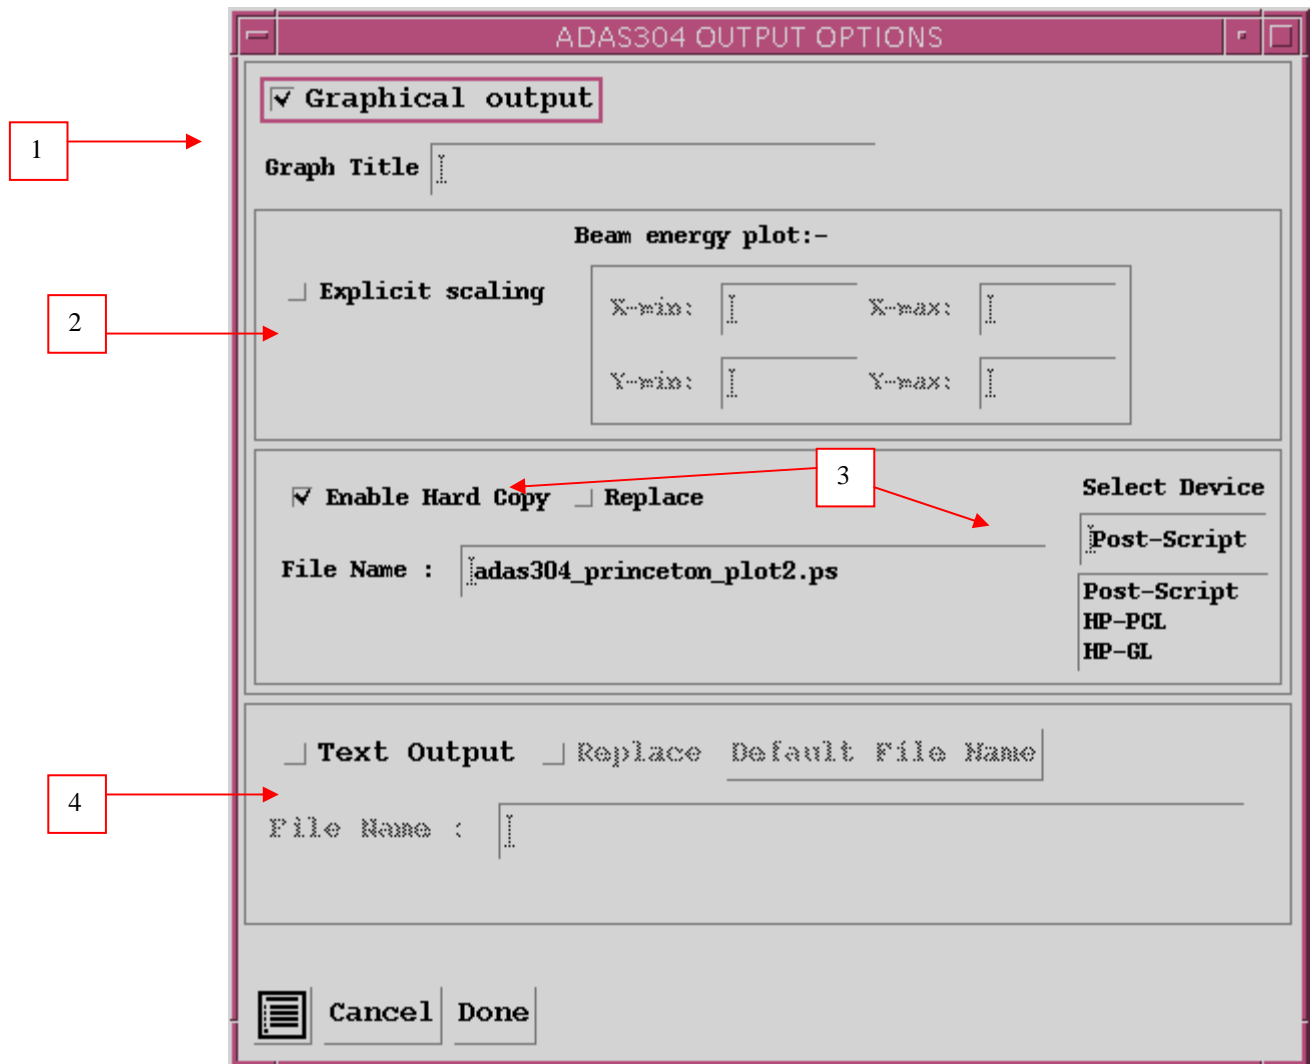 ADAS304 OUTPUT OPTIONS
Graphical output
1
Graph Title
Beam energy plot:-
Explicit scaling
X-min:
X-max:
2
Y-min:
Y-max:
3
Enable Hard Copy
Replace
Select Device
Post-Script
File Name :
adas304_princeton_plot2.ps
Post-Script
HP-PCL
HP-GL
Text Output
Replace
Default File Name
4
File Name :
Cancel
Done